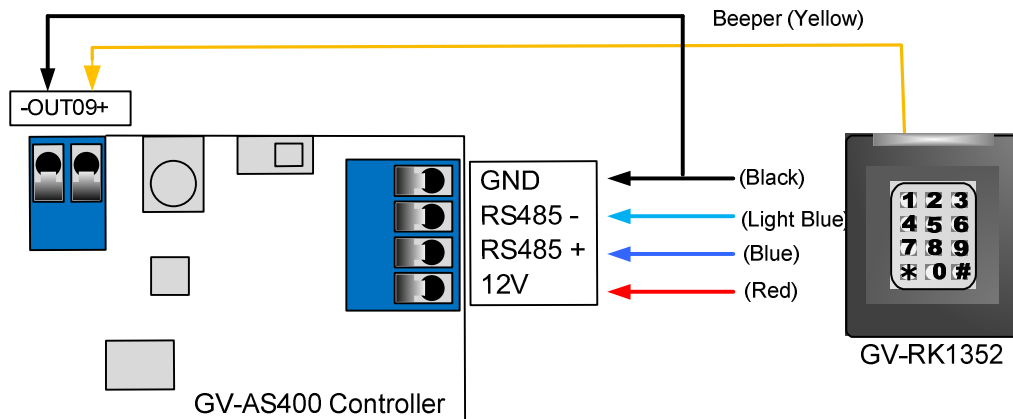 Beeper (Yellow)
-OUT09+
GND
(Black)
RS485 -
(Light Blue)
RS485 +
(Blue)
12V
(Red)
1 2 3
4 5 6
7 8 9
* 0 #
GV-RK1352
GV-AS400 Controller